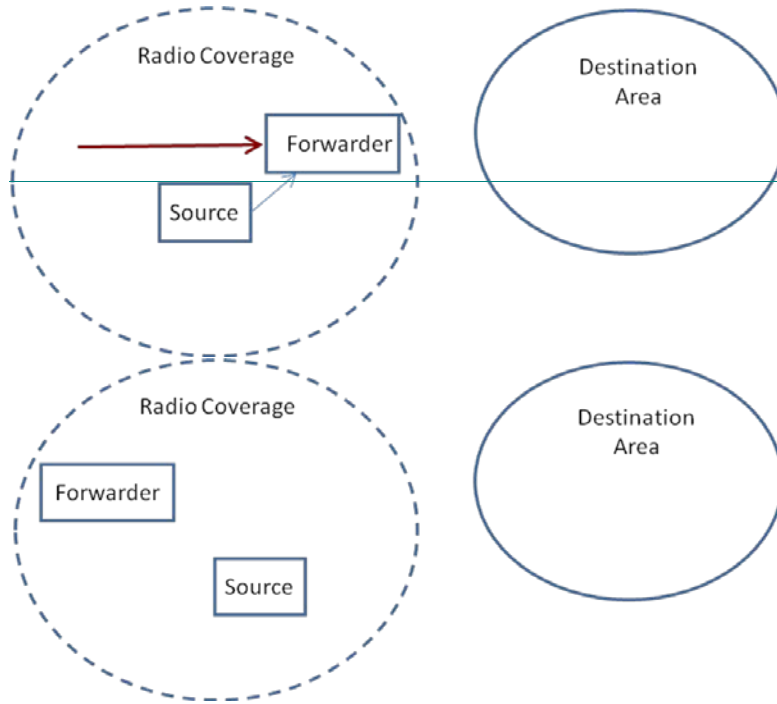 Radio Coverage
Destination
Area
Forwarder
Source
Radio Coverage
Destination
Area
Forwarder
Source